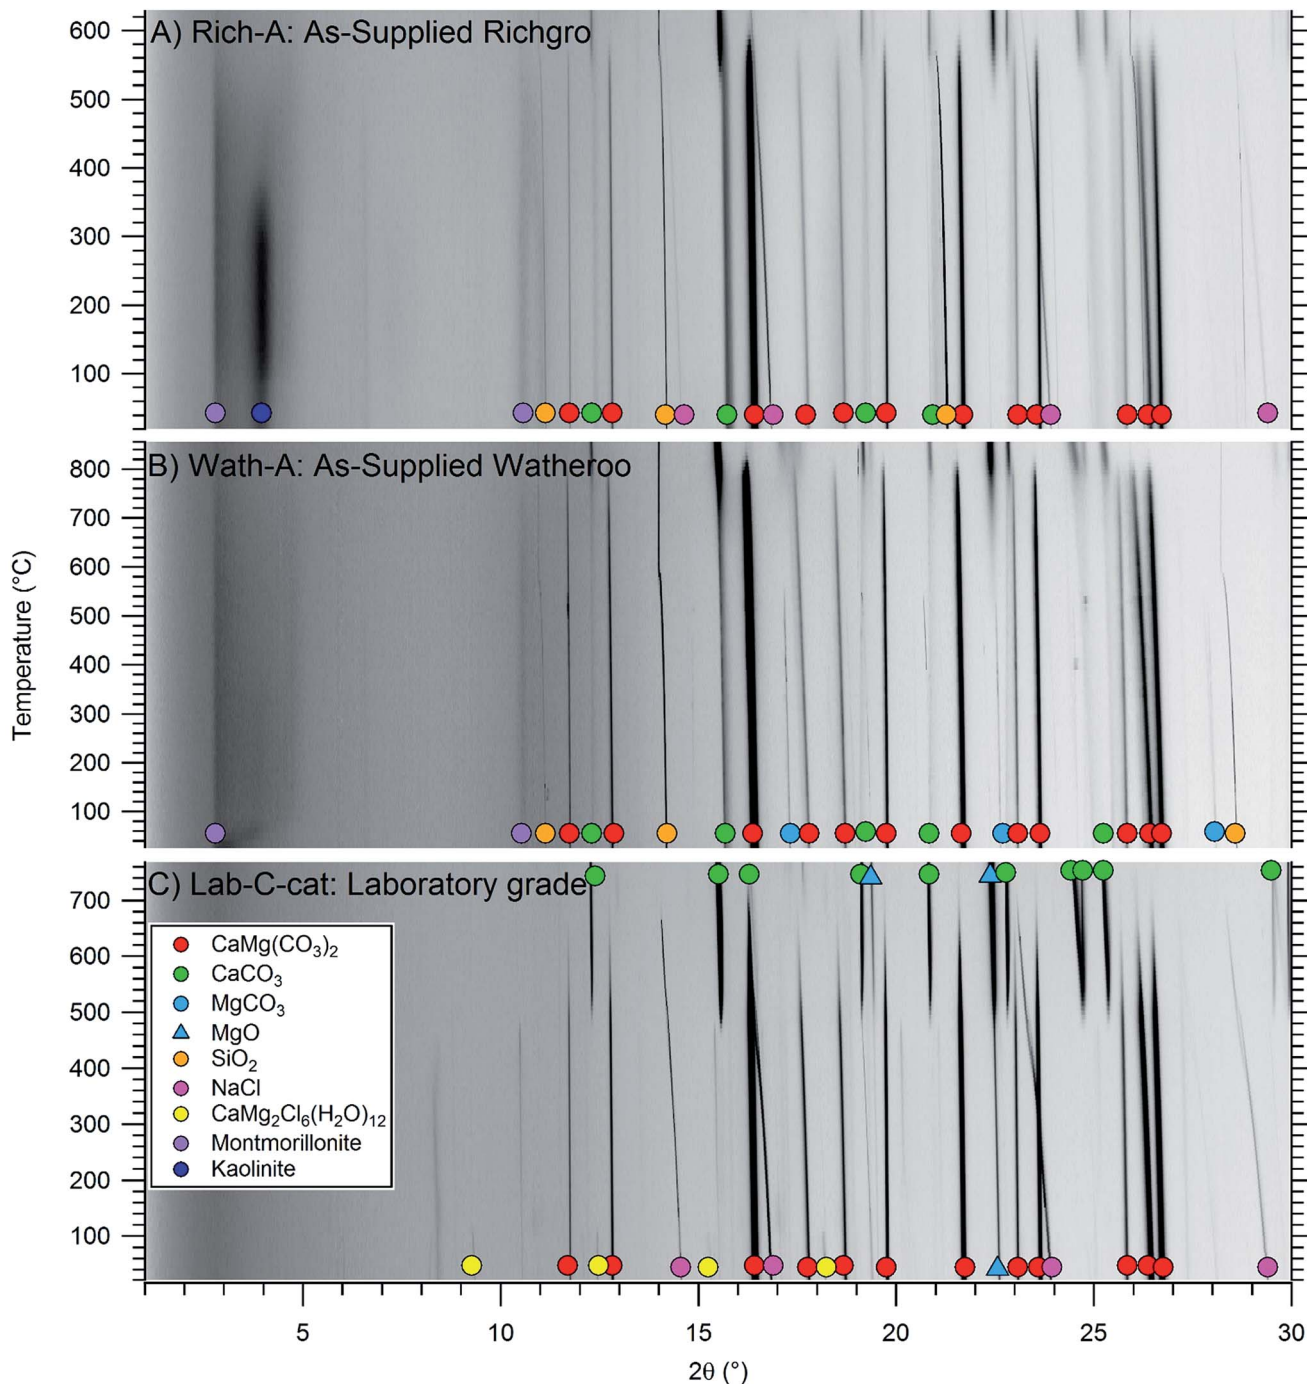 A) Rich-A: As-Supplied Richgro
600
500
400
300
200
100
B) Wath-A: As-Supplied Watheroo
800
700
600
500
400
300
200
100
Temperature (°C)
C) Lab-C-cat: Laboratory grade
700
600
500
400
300
200
100
CaMg(CO₃)₂
CaCO₃
MgCO₃
MgO
SiO₂
NaCl
CaMg₂Cl₆(H₂O)₁₂
Montmorillonite
Kaolinite
5 10 15 20 25 30
2θ (°)